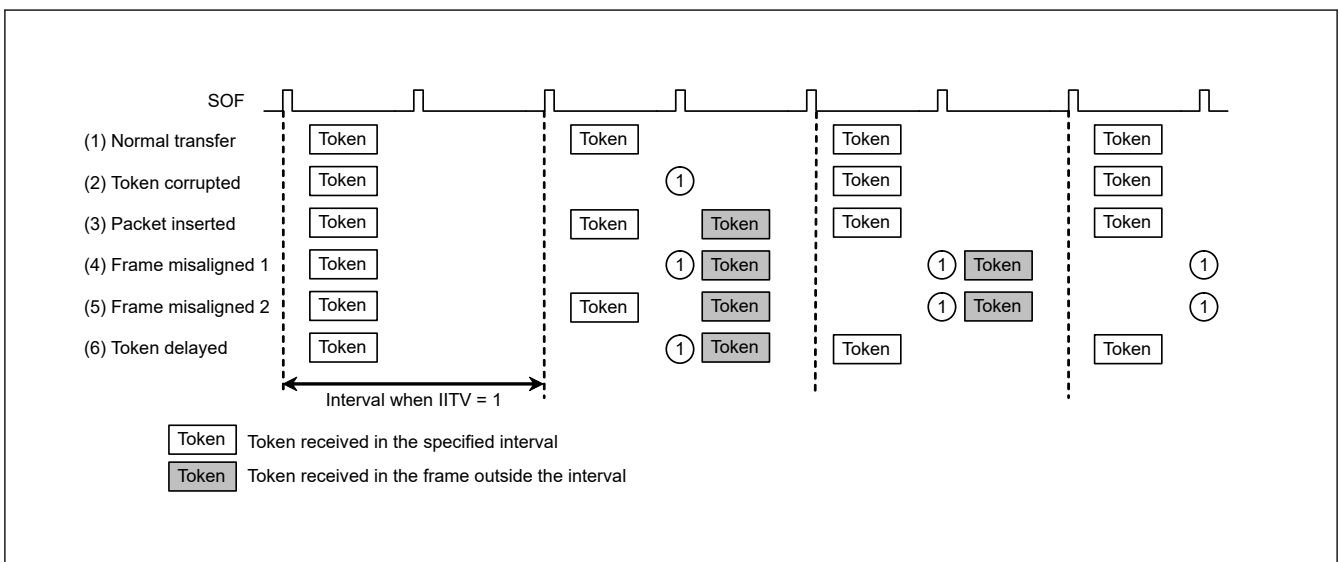 SOF
(1) Normal transfer Token Token Token Token
(2) Token corrupted Token 1 Token Token
(3) Packet inserted Token Token Token Token Token
(4) Frame misaligned 1 Token 1 Token 1 Token 1
(5) Frame misaligned 2 Token Token Token 1 Token 1
(6) Token delayed Token 1 Token Token Token
Interval when IITV = 1
Token Token received in the specified interval
Token Token received in the frame outside the interval